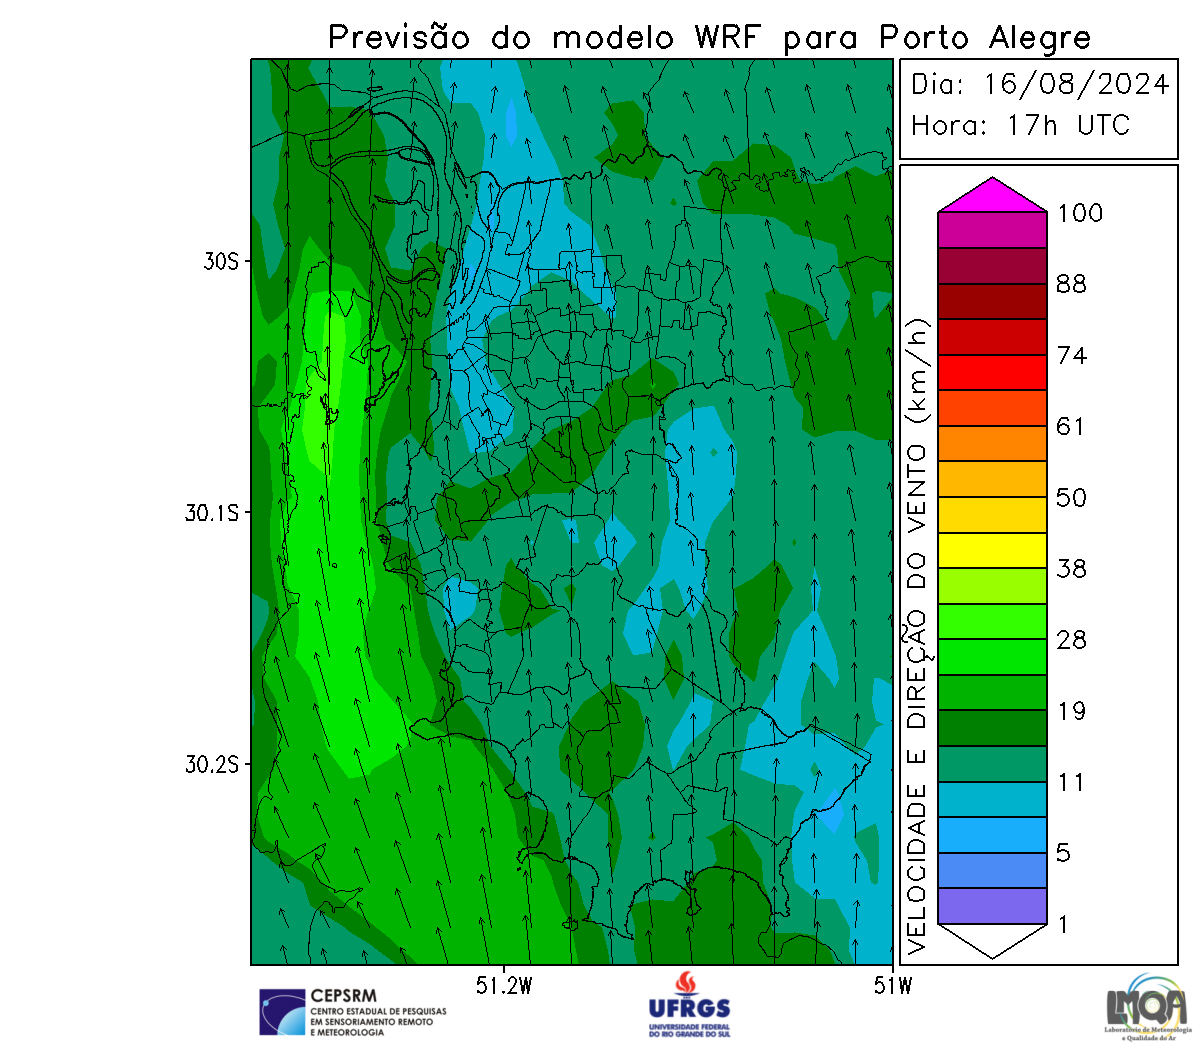 Previsão do modelo WRF para Porto Alegre
Dia: 16/08/2024
Hora: 17h UTC
30S
30.1S
30.2S
51.2W
51W
VELOCIDADE E DIREÇÃO DO VENTO (km/h)
100
88
74
61
50
38
28
19
11
5
1
CEPSRM
CENTRO ESTADUAL DE PESQUISAS
EM SENSORIAMENTO REMOTO
E METEOROLOGIA
UFRGS
UNIVERSIDADE FEDERAL
DO RIO GRANDE DO SUL
LMQA
Laboratório de Meteorologia
e Qualidade do Ar